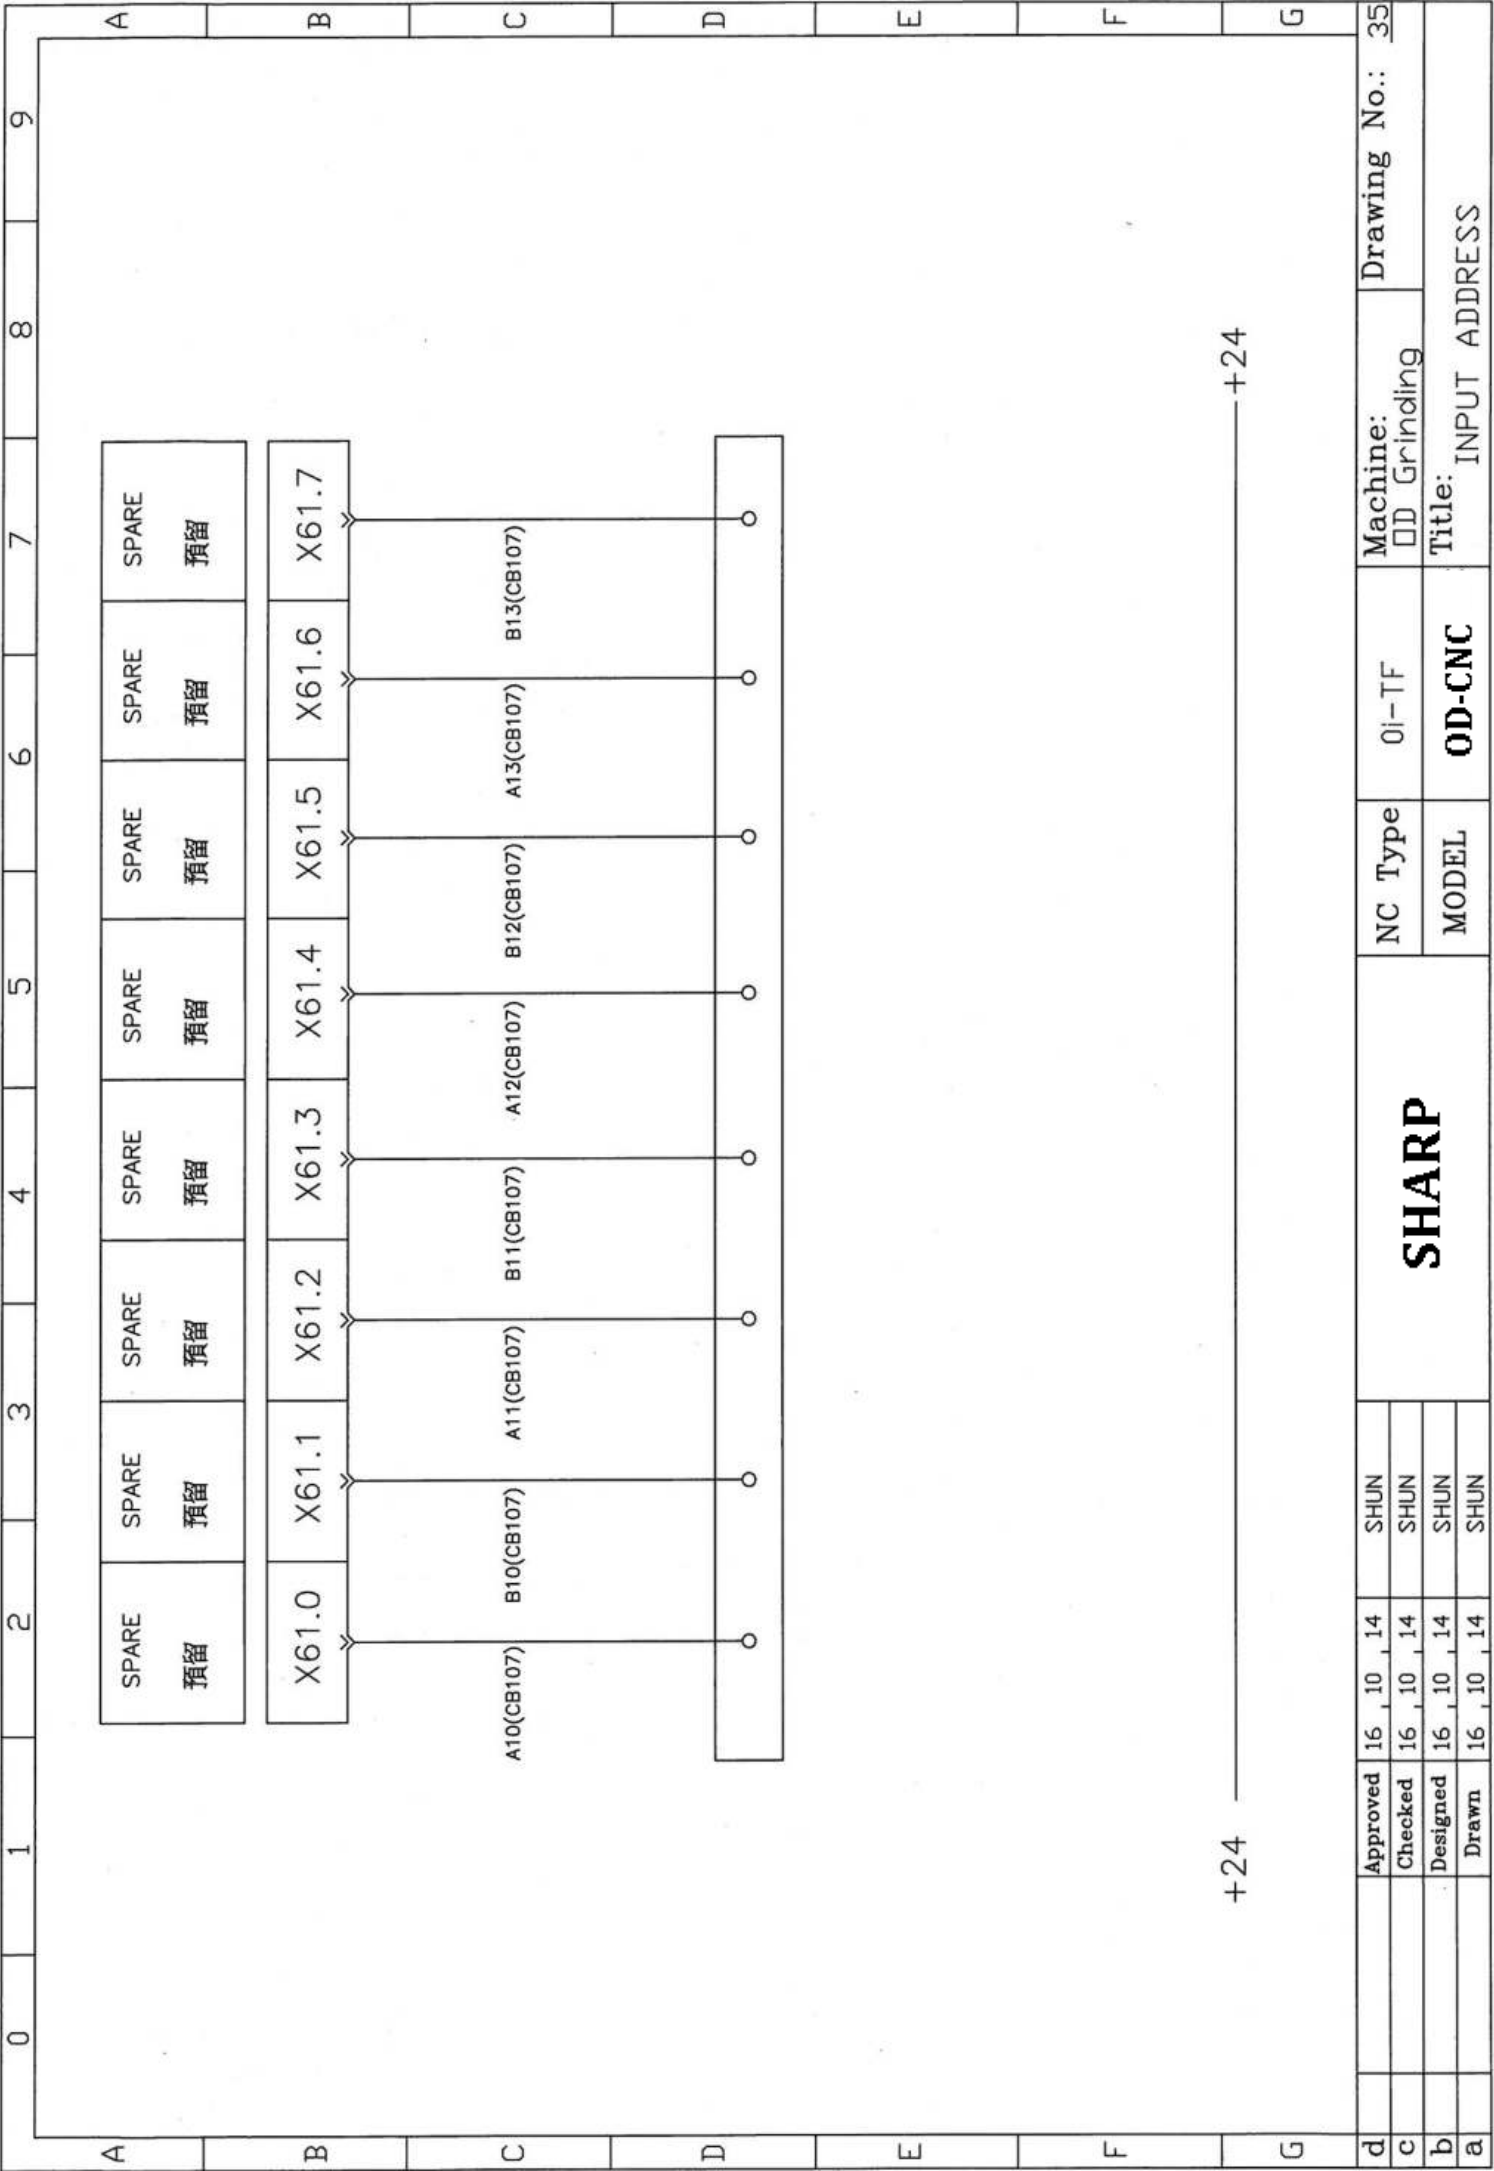 0 1 2 3 4 5 6 7 8 9
A A
SPARE SPARE SPARE SPARE SPARE SPARE SPARE SPARE
預留 預留 預留 預留 預留 預留 預留 預留
B B
X61.0 X61.1 X61.2 X61.3 X61.4 X61.5 X61.6 X61.7
C C
A10(CB107) B10(CB107) A11(CB107) B11(CB107) A12(CB107) B12(CB107) A13(CB107) B13(CB107)
D D
E E
F F
+24 +24
G G
d Approved 16 , 10 , 14 SHUN
c Checked 16 , 10 , 14 SHUN
b Designed 16 , 10 , 14 SHUN
a Drawn 16 , 10 , 14 SHUN
SHARP
NC Type 0i-TF
MODEL OD-CNC
Machine:
OD Grinding
Drawing No.: 35
Title:
INPUT ADDRESS